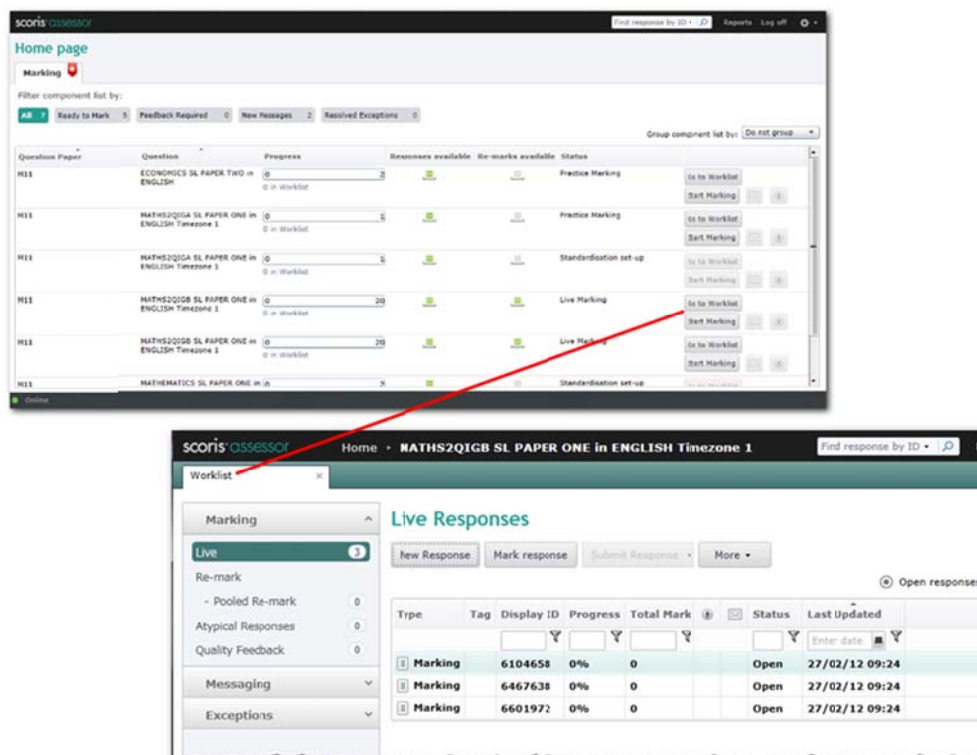 scoris assessor Find response by ID Reports Log off
Home page
Marking
Filter component list by:
All 7 Ready to Mark 5 Feedback Required 0 New Messages 2 Resolved Exceptions 0
Group component list by: Do not group
Question Paper Question Progress Responses available Re-marks available Status
M11 ECONOMICS SL PAPER TWO in ENGLISH 0 2 Practice Marking Go to Worklist
0 in Worklist Start Marking
M11 MATHS2QIGA SL PAPER ONE in ENGLISH Timezone 1 0 1 Practice Marking Go to Worklist
0 in Worklist Start Marking
M11 MATHS2QIGA SL PAPER ONE in ENGLISH Timezone 1 0 1 Standardisation set-up Go to Worklist
0 in Worklist Start Marking
M11 MATHS2QIGB SL PAPER ONE in ENGLISH Timezone 1 0 20 Live Marking Go to Worklist
0 in Worklist Start Marking
M11 MATHS2QIGB SL PAPER ONE in ENGLISH Timezone 1 0 20 Live Marking Go to Worklist
0 in Worklist Start Marking
M11 MATHEMATICS SL PAPER ONE in 0 Standardisation set-up
Online
scoris assessor Home MATHS2QIGB SL PAPER ONE in ENGLISH Timezone 1 Find response by ID
Worklist
Marking
Live 3
Re-mark
- Pooled Re-mark 0
Atypical Responses 0
Quality Feedback 0
Messaging
Exceptions
Live Responses
New Response Mark response Submit Response More
Open responses
Type Tag Display ID Progress Total Mark Status Last Updated
Enter date
Marking 6104658 0% 0 Open 27/02/12 09:24
Marking 6467638 0% 0 Open 27/02/12 09:24
Marking 6601972 0% 0 Open 27/02/12 09:24